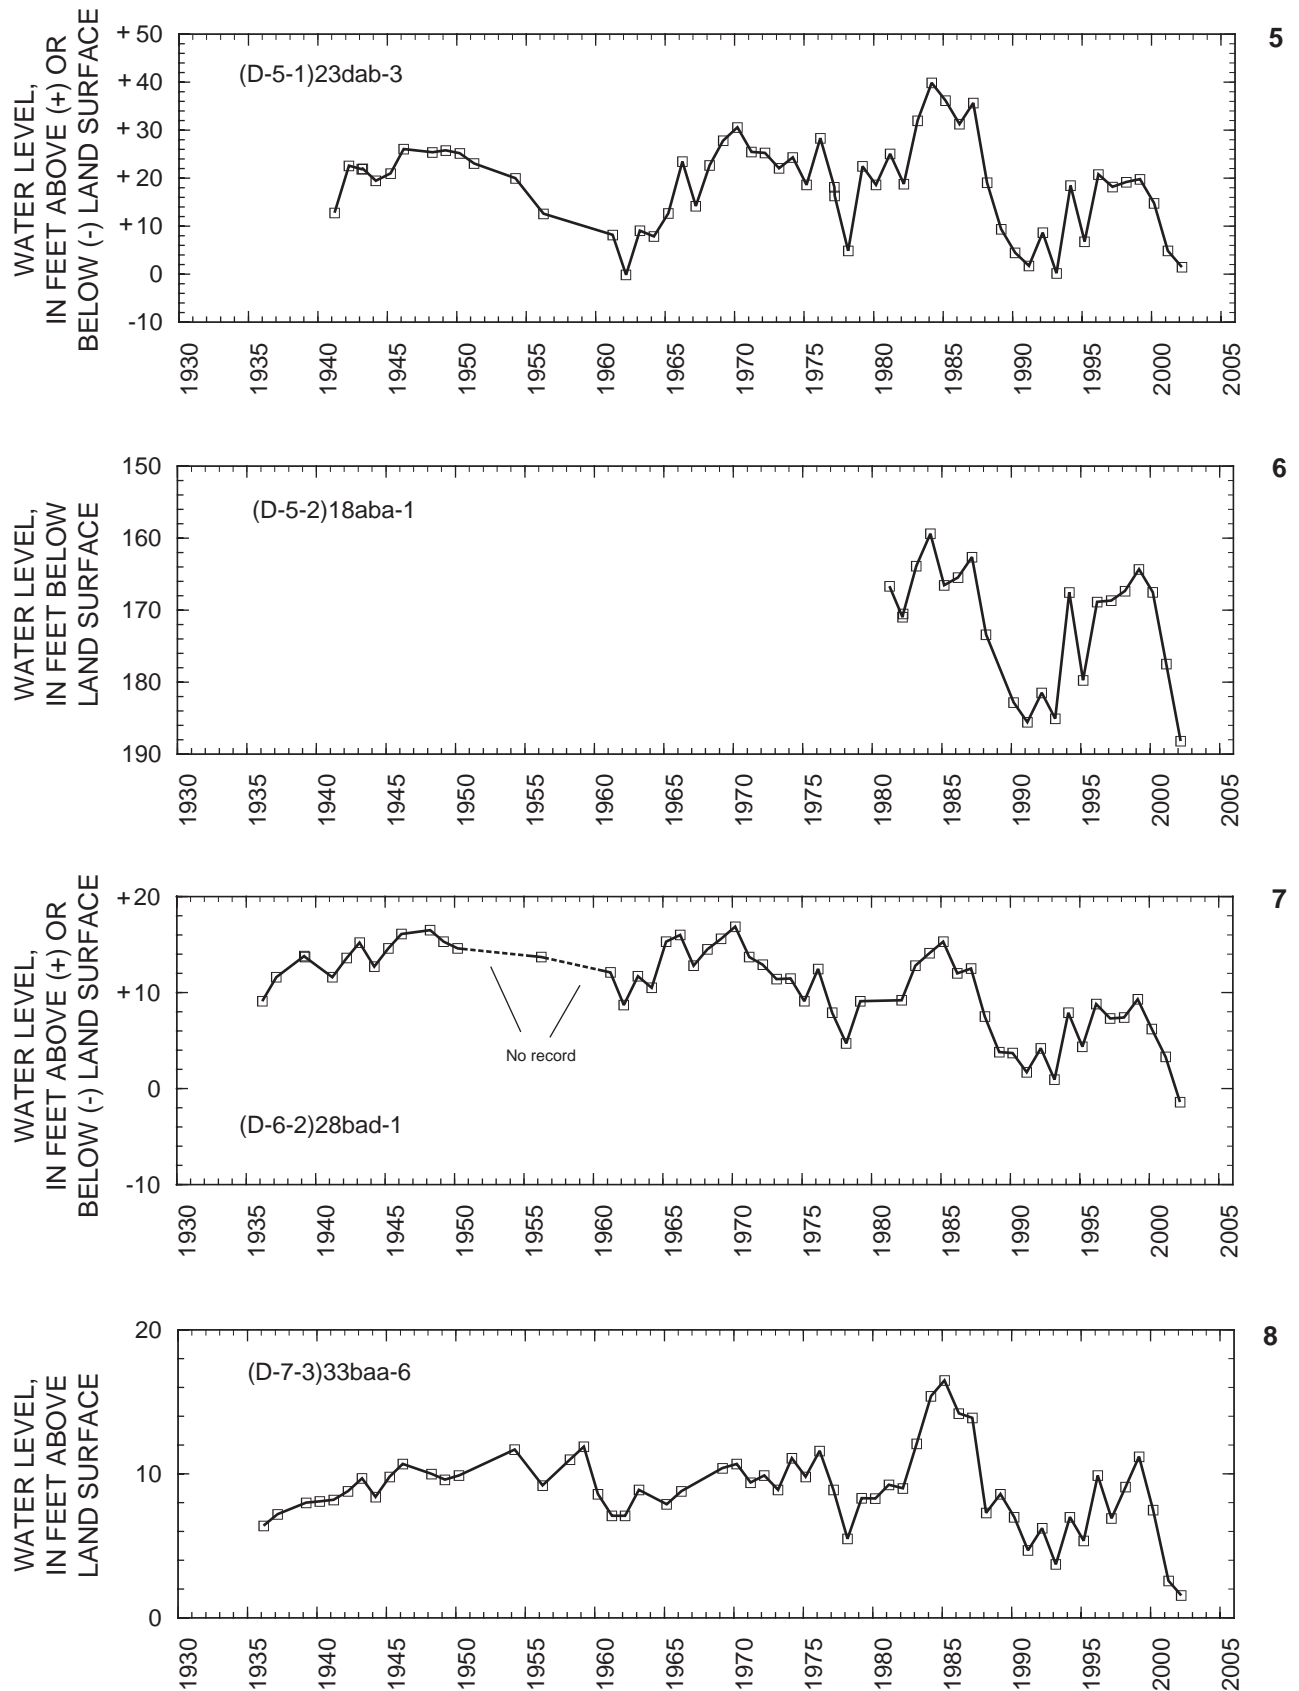 5
WATER LEVEL,
IN FEET ABOVE (+) OR
BELOW (-) LAND SURFACE
(D-5-1)23dab-3
+50
+40
+30
+20
+10
0
-10
1930 1935 1940 1945 1950 1955 1960 1965 1970 1975 1980 1985 1990 1995 2000 2005
6
WATER LEVEL,
IN FEET BELOW
LAND SURFACE
(D-5-2)18aba-1
150
160
170
180
190
1930 1935 1940 1945 1950 1955 1960 1965 1970 1975 1980 1985 1990 1995 2000 2005
7
WATER LEVEL,
IN FEET ABOVE (+) OR
BELOW (-) LAND SURFACE
+20
+10
0
-10
No record
(D-6-2)28bad-1
1930 1935 1940 1945 1950 1955 1960 1965 1970 1975 1980 1985 1990 1995 2000 2005
8
WATER LEVEL,
IN FEET ABOVE
LAND SURFACE
(D-7-3)33baa-6
20
10
0
1930 1935 1940 1945 1950 1955 1960 1965 1970 1975 1980 1985 1990 1995 2000 2005